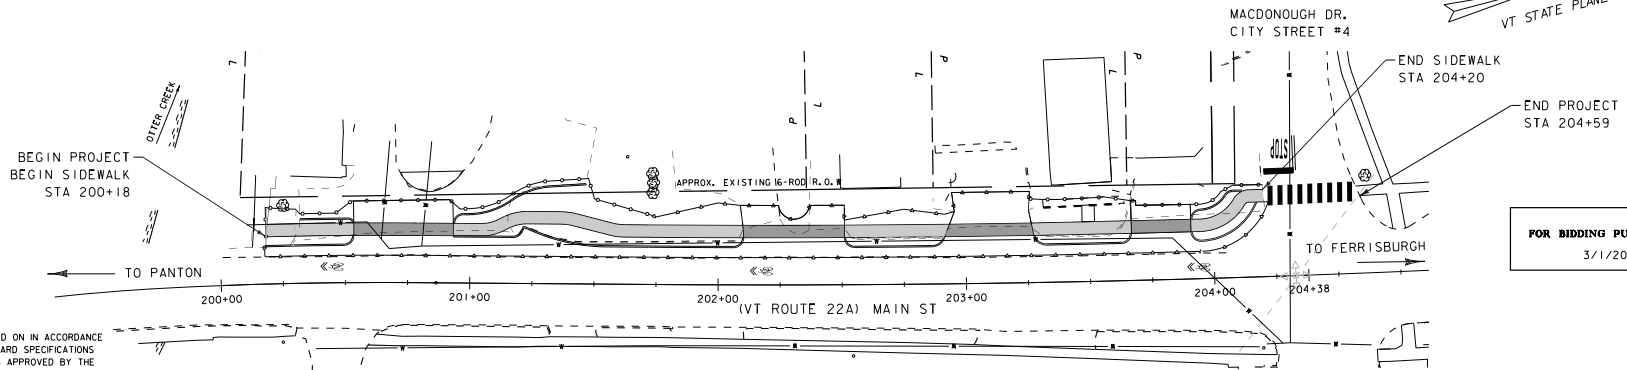 MACDONOUGH DR.
CITY STREET #4
VT STATE PLANE
END SIDEWALK
STA 204+20
END PROJECT
STA 204+59
OTTER CREEK
BEGIN PROJECT
BEGIN SIDEWALK
STA 200+18
L
L
P
P
L
L
P
STOP
APPROX. EXISTING 16-ROD R.O.W
FOR BIDDING PU
3/1/20
TO PANTON
TO FERRISBURGH
200+00
201+00
202+00
203+00
204+00
204+38
(VT ROUTE 22A) MAIN ST
D ON IN ACCORDANCE
ARD SPECIFICATIONS
APPROVED BY THE
W
W
W
W
W
W
W
W
W
W
W